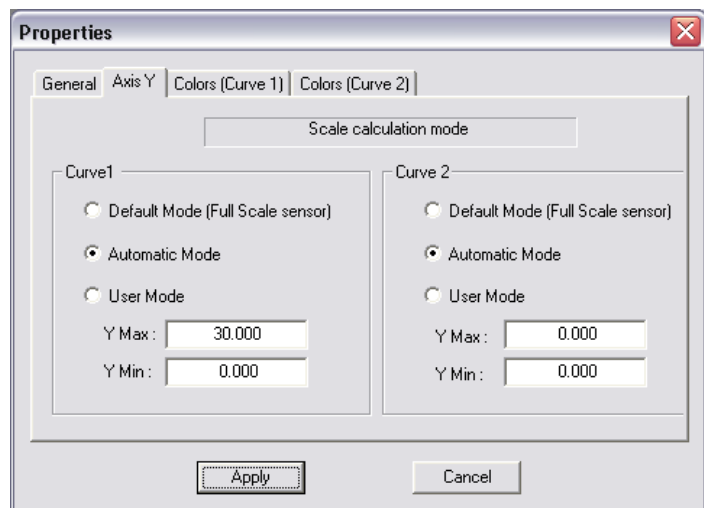 Properties
General Axis Y Colors (Curve 1) Colors (Curve 2)
Scale calculation mode
Curve1
Default Mode (Full Scale sensor)
Automatic Mode
User Mode
Y Max : 30.000
Y Min : 0.000
Curve 2
Default Mode (Full Scale sensor)
Automatic Mode
User Mode
Y Max : 0.000
Y Min : 0.000
Apply Cancel